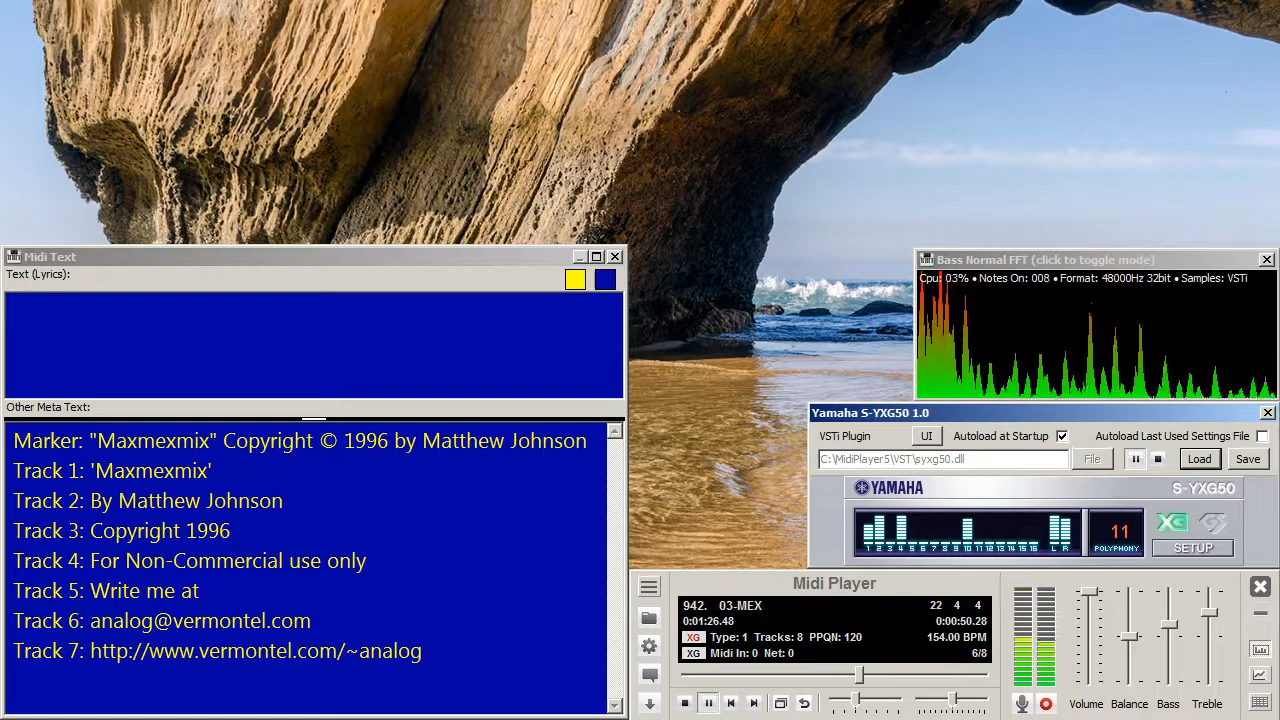 Midi Text
Text (Lyrics):
Other Meta Text:
Marker: "Maxmexmix" Copyright © 1996 by Matthew Johnson
Track 1: 'Maxmexmix'
Track 2: By Matthew Johnson
Track 3: Copyright 1996
Track 4: For Non-Commercial use only
Track 5: Write me at
Track 6: analog@vermontel.com
Track 7: http://www.vermontel.com/~analog
Bass Normal FFT (click to toggle mode)
Cpu: 03% • Notes On: 008 • Format: 48000Hz 32bit • Samples: VSTi
Yamaha S-YXG50 1.0
VSTi Plugin UI Autoload at Startup Autoload Last Used Settings File
C:\MidiPlayer5\VST\syxg50.dll File Load Save
YAMAHA S-YXG50
11 XG
1 2 3 4 5 6 7 8 9 10 11 12 13 14 15 16 L R POLYPHONY SETUP
Midi Player
942. 03-MEX 22 4 4
0:01:26.48 0:00:50.28
XG Type: 1 Tracks: 8 PPQN: 120 154.00 BPM
XG Midi In: 0 Net: 0 6/8
Volume Balance Bass Treble